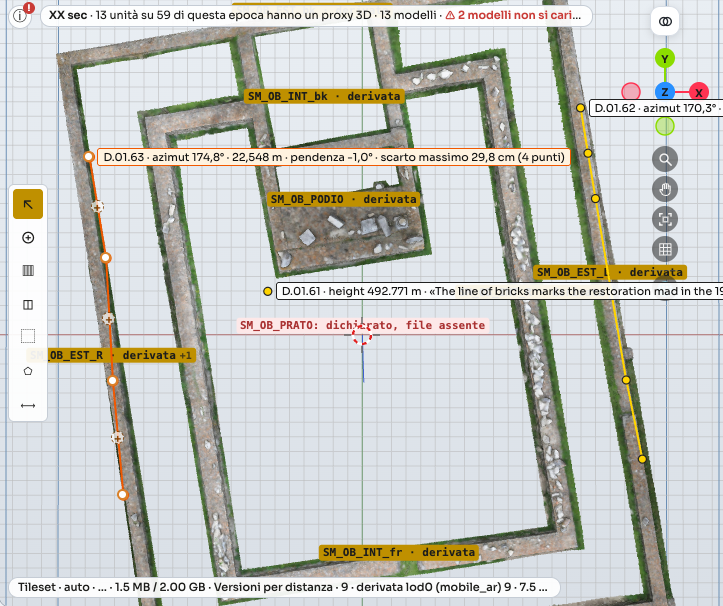 XX sec · 13 unità su 59 di questa epoca hanno un proxy 3D · 13 modelli · ⚠ 2 modelli non si cari...
Y
Z
X
SM_OB_INT_bk · derivata
D.01.62 · azimut 170,3° ·
D.01.63 · azimut 174,8° · 22,548 m · pendenza -1,0° · scarto massimo 29,8 cm (4 punti)
SM_OB_PODIO · derivata
SM_OB_EST_L · derivata
D.01.61 · height 492.771 m · «The line of bricks marks the restoration mad in the 19
SM_OB_PRATO: dichiarato, file assente
SM_OB_EST_R · derivata +1
SM_OB_INT_fr · derivata
Tileset · auto · ... · 1.5 MB / 2.00 GB · Versioni per distanza · 9 · derivata lod0 (mobile_ar) 9 · 7.5 ...